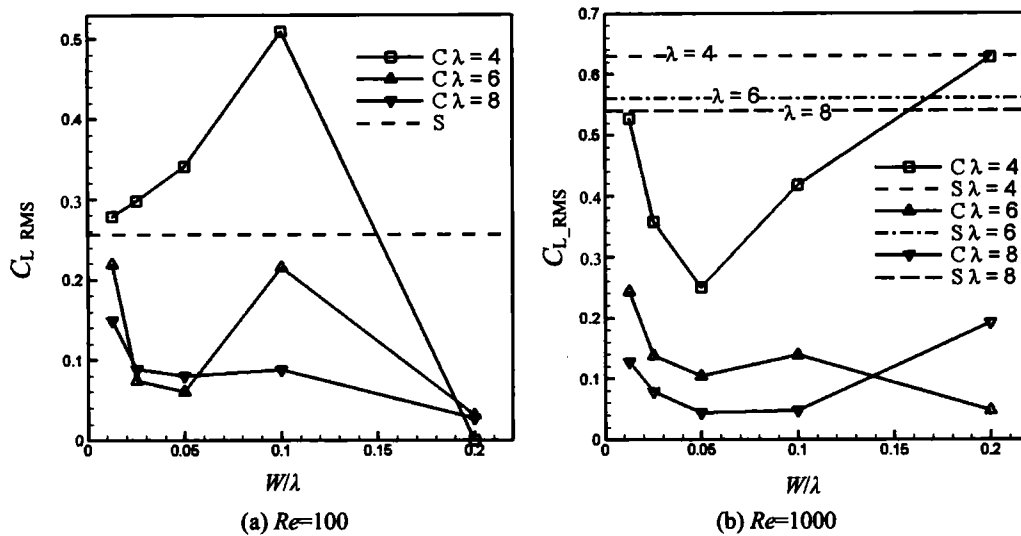 0.5
0.4
0.3
0.2
0.1
0
C_L_RMS
0 0.05 0.1 0.15 0.2
W/λ
C λ = 4
C λ = 6
C λ = 8
S
(a) Re=100
0.7
0.6
0.5
0.4
0.3
0.2
0.1
0
C_L_RMS
0 0.05 0.1 0.15 0.2
W/λ
λ = 4
λ = 6
λ = 8
C λ = 4
S λ = 4
C λ = 6
S λ = 6
C λ = 8
S λ = 8
(b) Re=1000